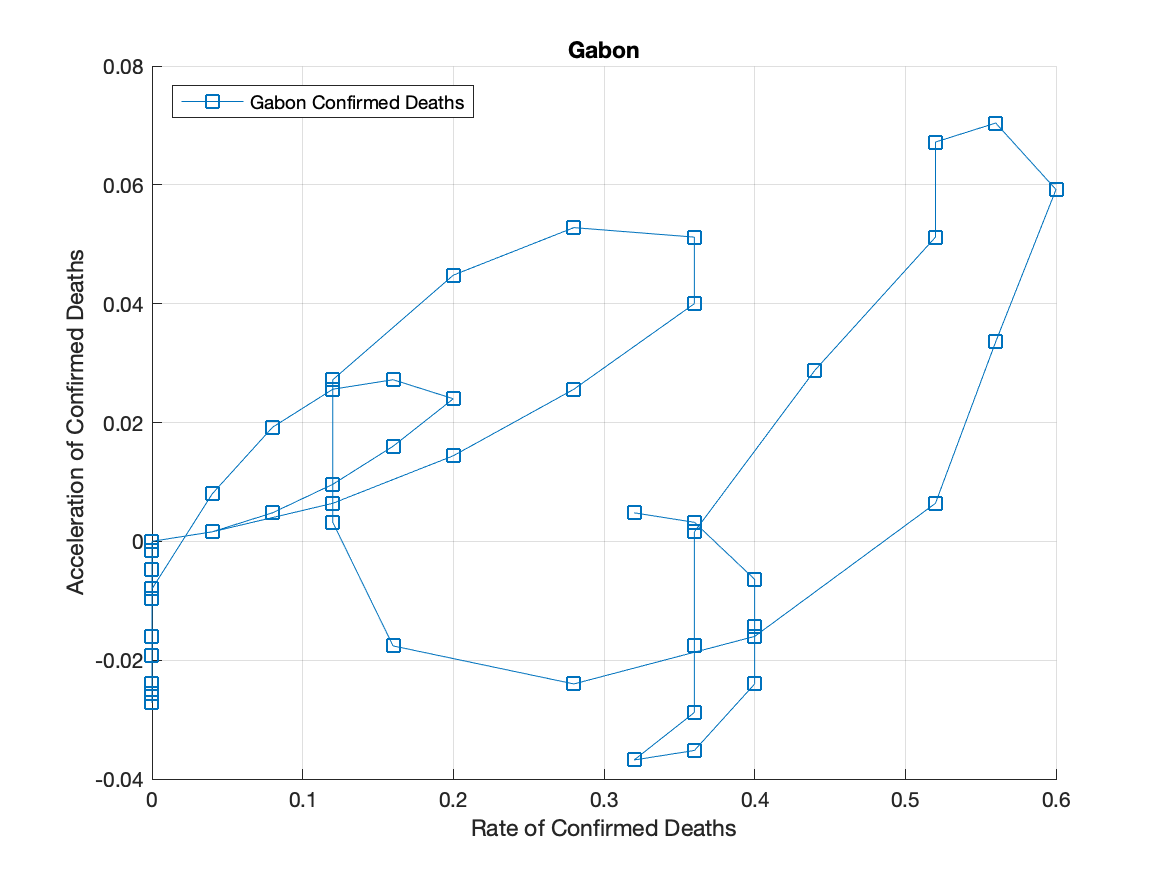 Gabon
Gabon Confirmed Deaths
0.08
0.06
0.04
0.02
0
-0.02
-0.04
Acceleration of Confirmed Deaths
0 0.1 0.2 0.3 0.4 0.5 0.6
Rate of Confirmed Deaths